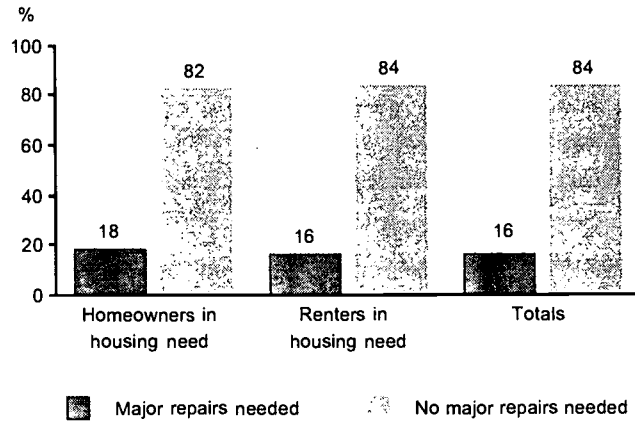 %
100
80
60
40
20
0
82
84
84
18
16
16
Homeowners in
housing need
Renters in
housing need
Totals
Major repairs needed
No major repairs needed